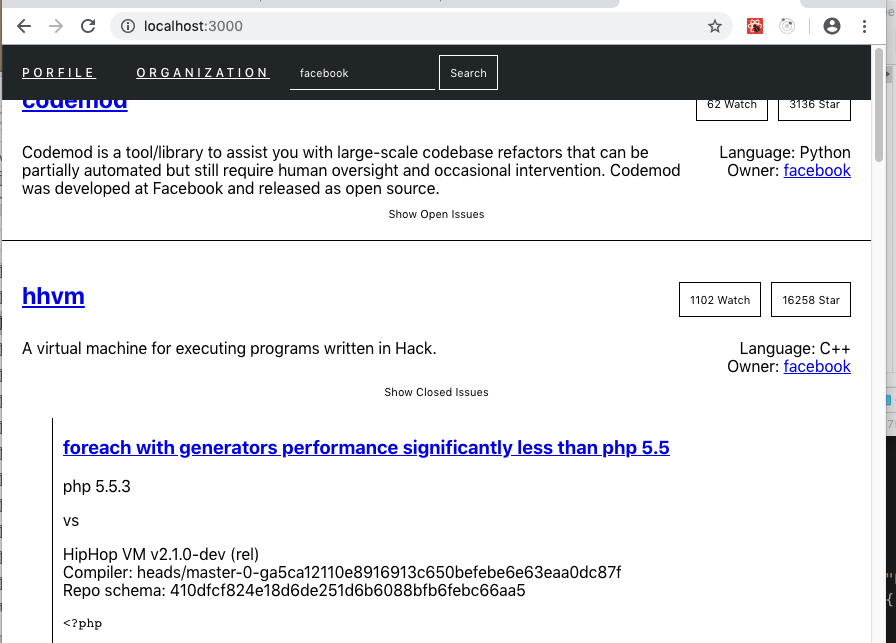 localhost:3000
PORFILE ORGANIZATION facebook Search
codemod 62 Watch 3136 Star
Codemod is a tool/library to assist you with large-scale codebase refactors that can be Language: Python
partially automated but still require human oversight and occasional intervention. Codemod Owner: facebook
was developed at Facebook and released as open source.
Show Open Issues
hhvm 1102 Watch 16258 Star
A virtual machine for executing programs written in Hack. Language: C++
Owner: facebook
Show Closed Issues
foreach with generators performance significantly less than php 5.5
php 5.5.3
vs
HipHop VM v2.1.0-dev (rel)
Compiler: heads/master-0-ga5ca12110e8916913c650befebe6e63eaa0dc87f
Repo schema: 410dfcf824e18d6de251d6b6088bfb6febc66aa5
<?php